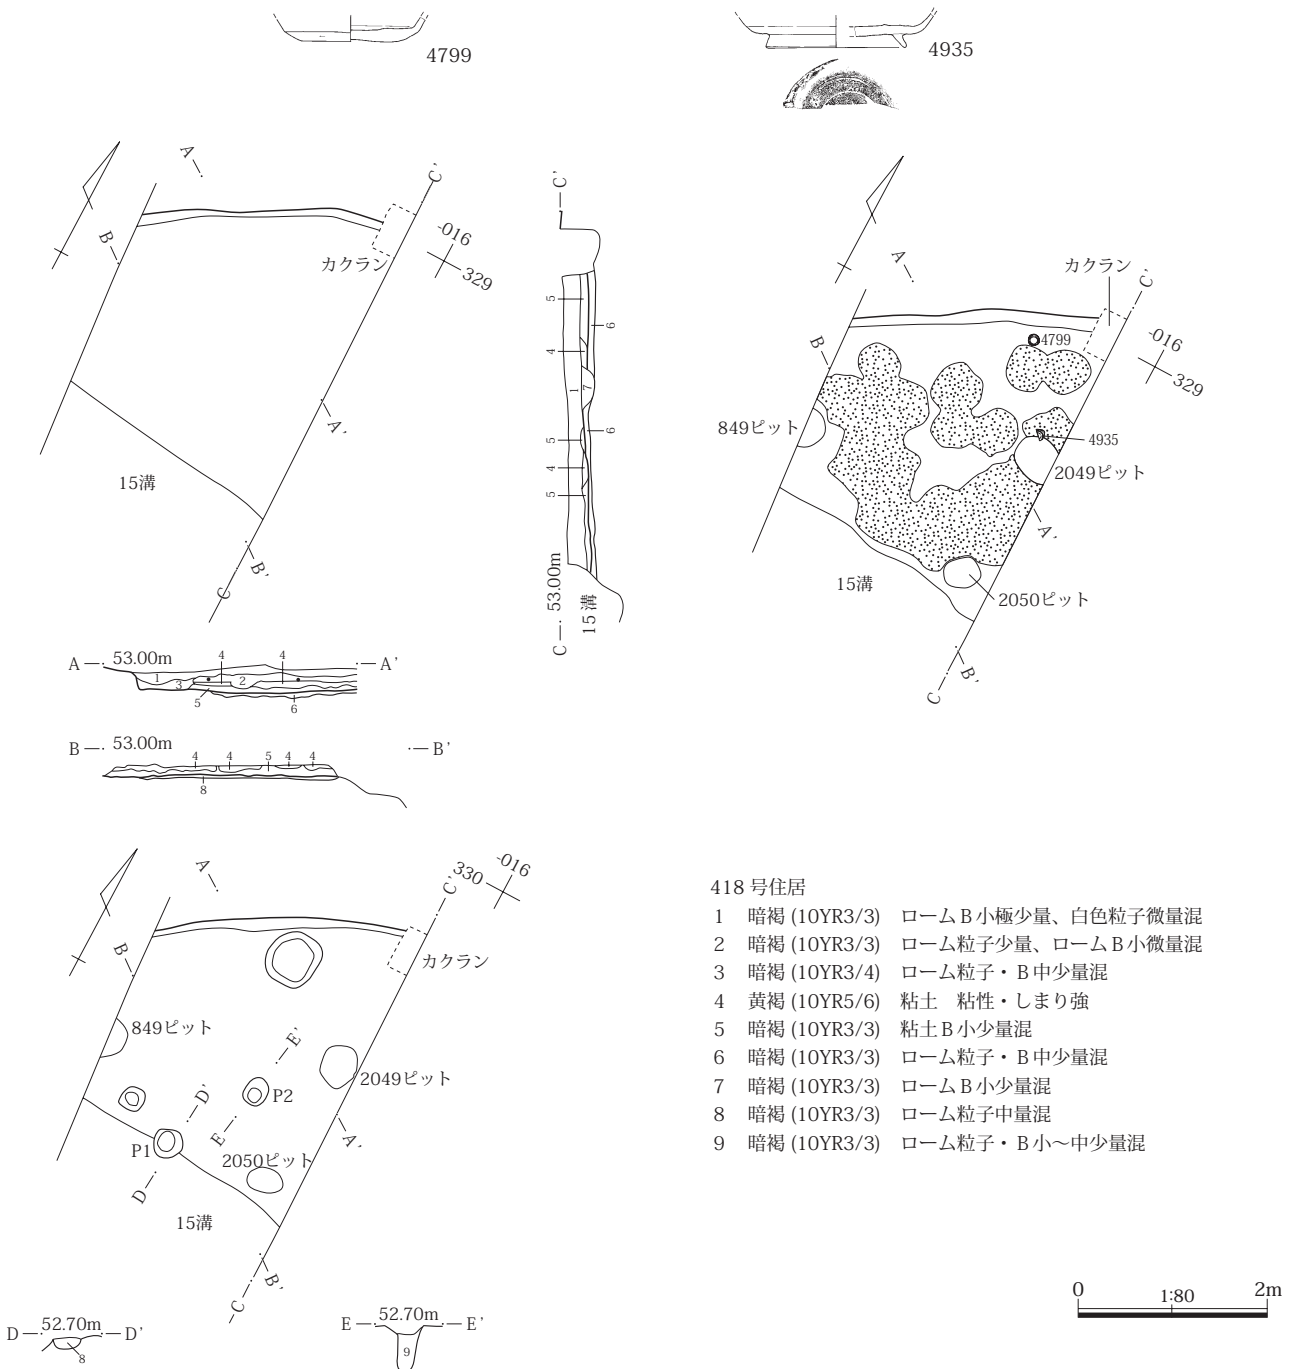 4799
4935
A
C'
B
-016
329
カクラン
A'
15溝
B'
C
C'
5
6
4
1
7
6
5
4
5
C 53.00m
15溝
A
カクラン
C'
B
-016
329
4799
849ピット
4935
2049ピット
A'
15溝
2050ピット
B'
C
A 53.00m A'
4 4
1 3 2
5 6
B 53.00m B'
4 4 5 4 4
8
A
C'
330 -016
B
カクラン
849ピット
E'
2049ピット
D'
P2
P1
E
A'
2050ピット
D
15溝
B'
C
D 52.70m D'
8
E 52.70m E'
9
418 号住居
1 暗褐 (10YR3/3) ロームB小極少量、白色粒子微量混
2 暗褐 (10YR3/3) ローム粒子少量、ロームB小微量混
3 暗褐 (10YR3/4) ローム粒子・B中少量混
4 黄褐 (10YR5/6) 粘土 粘性・しまり強
5 暗褐 (10YR3/3) 粘土B小少量混
6 暗褐 (10YR3/3) ローム粒子・B中少量混
7 暗褐 (10YR3/3) ロームB小少量混
8 暗褐 (10YR3/3) ローム粒子中量混
9 暗褐 (10YR3/3) ローム粒子・B小〜中少量混
0 1:80 2m